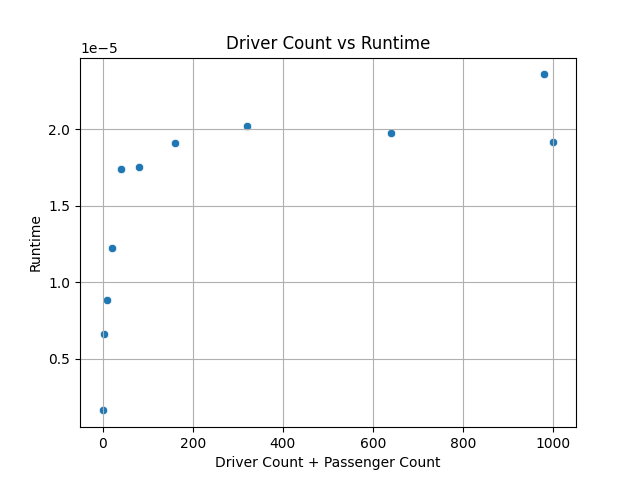 Driver Count vs Runtime
1e−5
2.0
1.5
1.0
0.5
Runtime
0 200 400 600 800 1000
Driver Count + Passenger Count